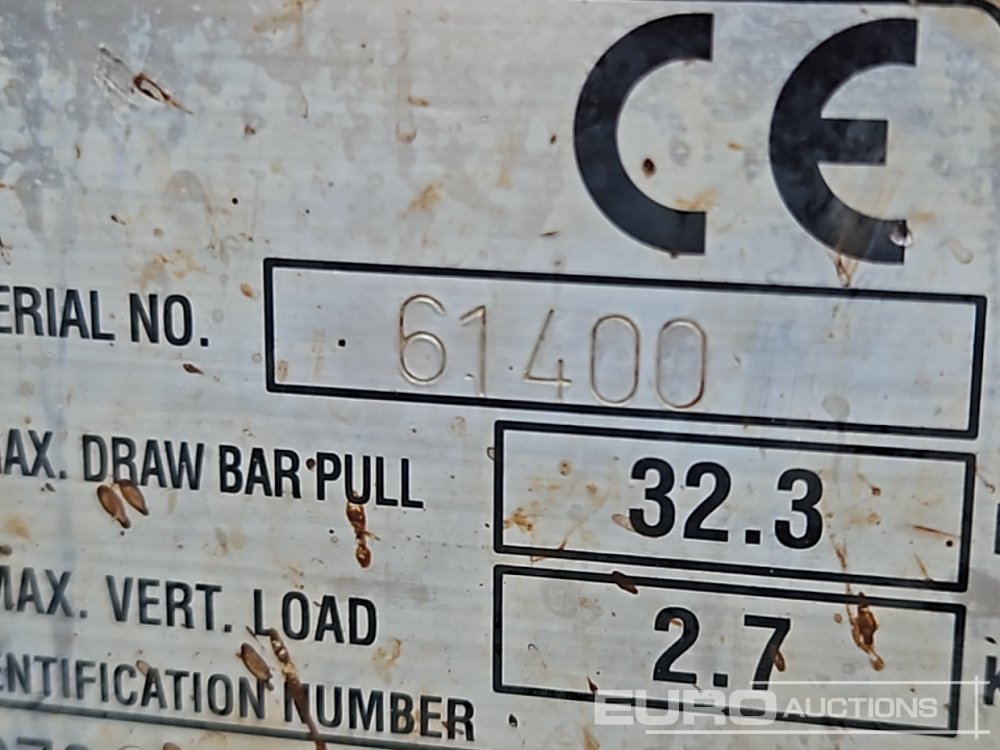 CE
ERIAL NO. 61400
AX. DRAW BAR PULL 32.3
MAX. VERT. LOAD 2.7
ENTIFICATION NUMBER
EURO AUCTIONS